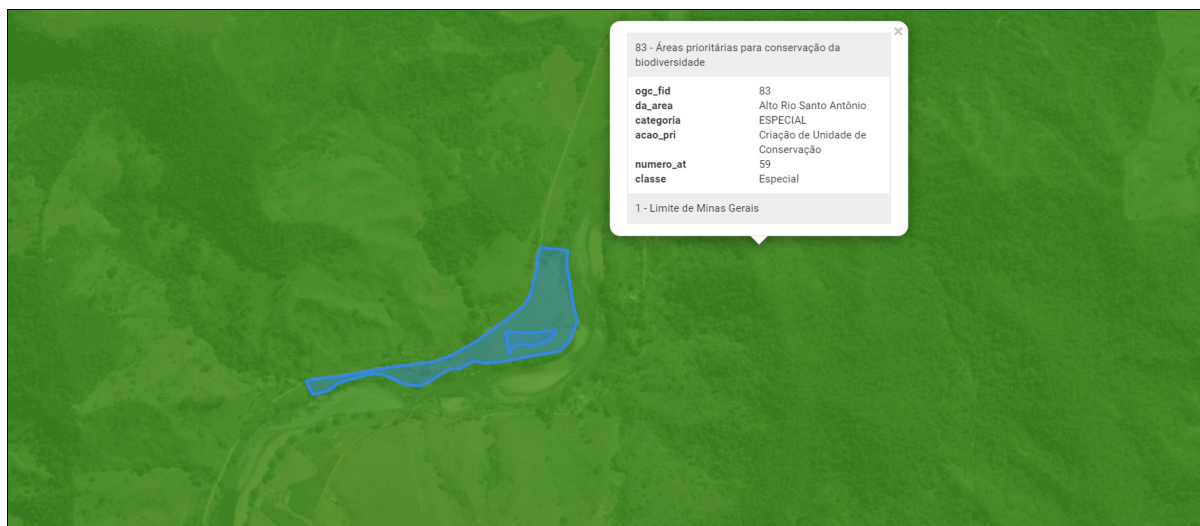 ×
83 - Áreas prioritárias para conservação da
biodiversidade
ogc_fid 83
da_area Alto Rio Santo Antônio
categoria ESPECIAL
acao_pri Criação de Unidade de
Conservação
numero_at 59
classe Especial
1 - Limite de Minas Gerais